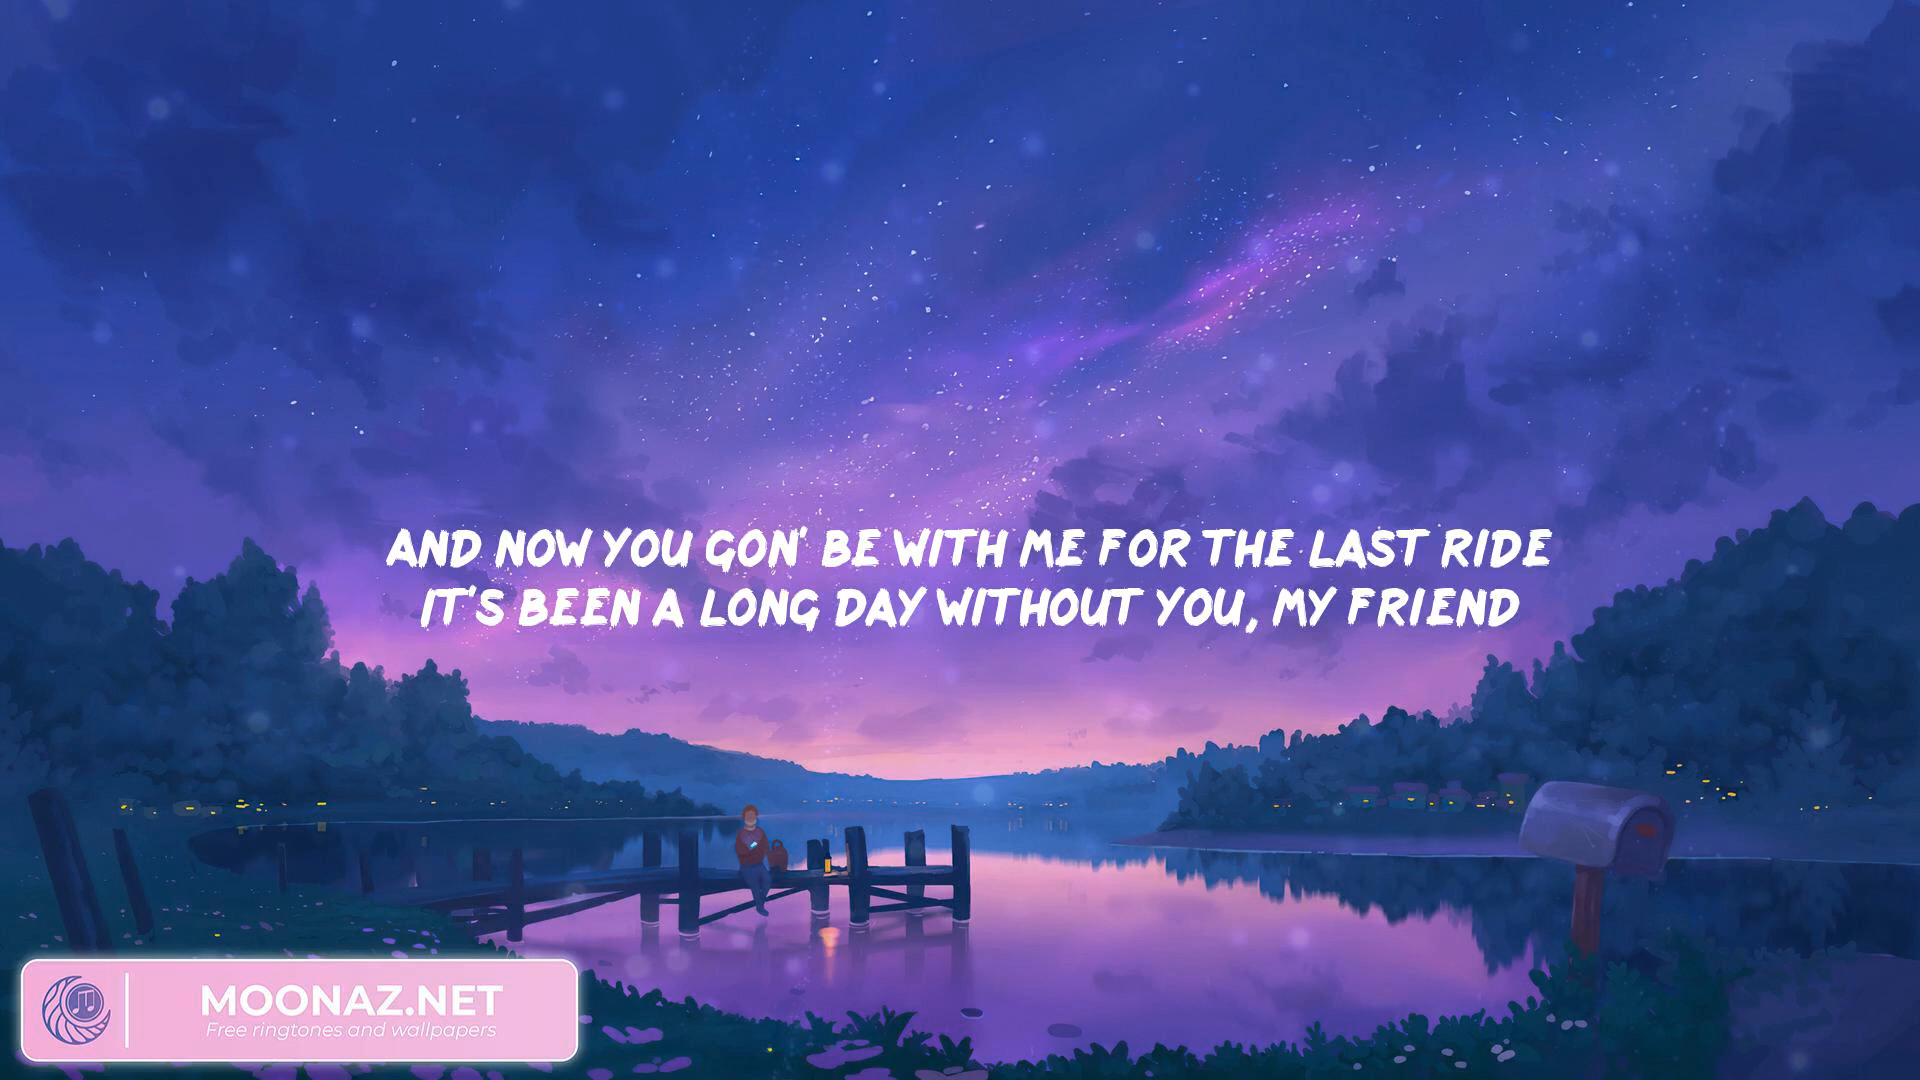 AND NOW YOU GON' BE WITH ME FOR THE LAST RIDE
IT'S BEEN A LONG DAY WITHOUT YOU, MY FRIEND
MOONAZ.NET
Free ringtones and wallpapers